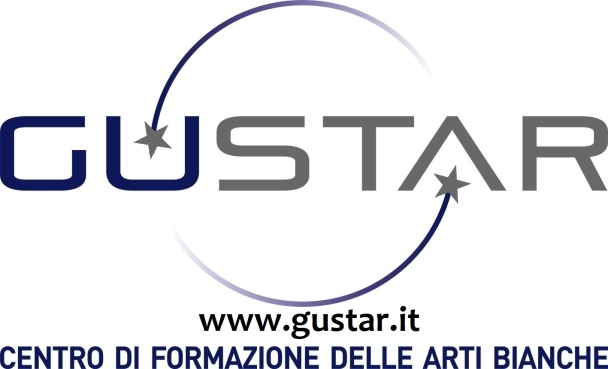 GUSTAR
www.gustar.it
CENTRO DI FORMAZIONE DELLE ARTI BIANCHE